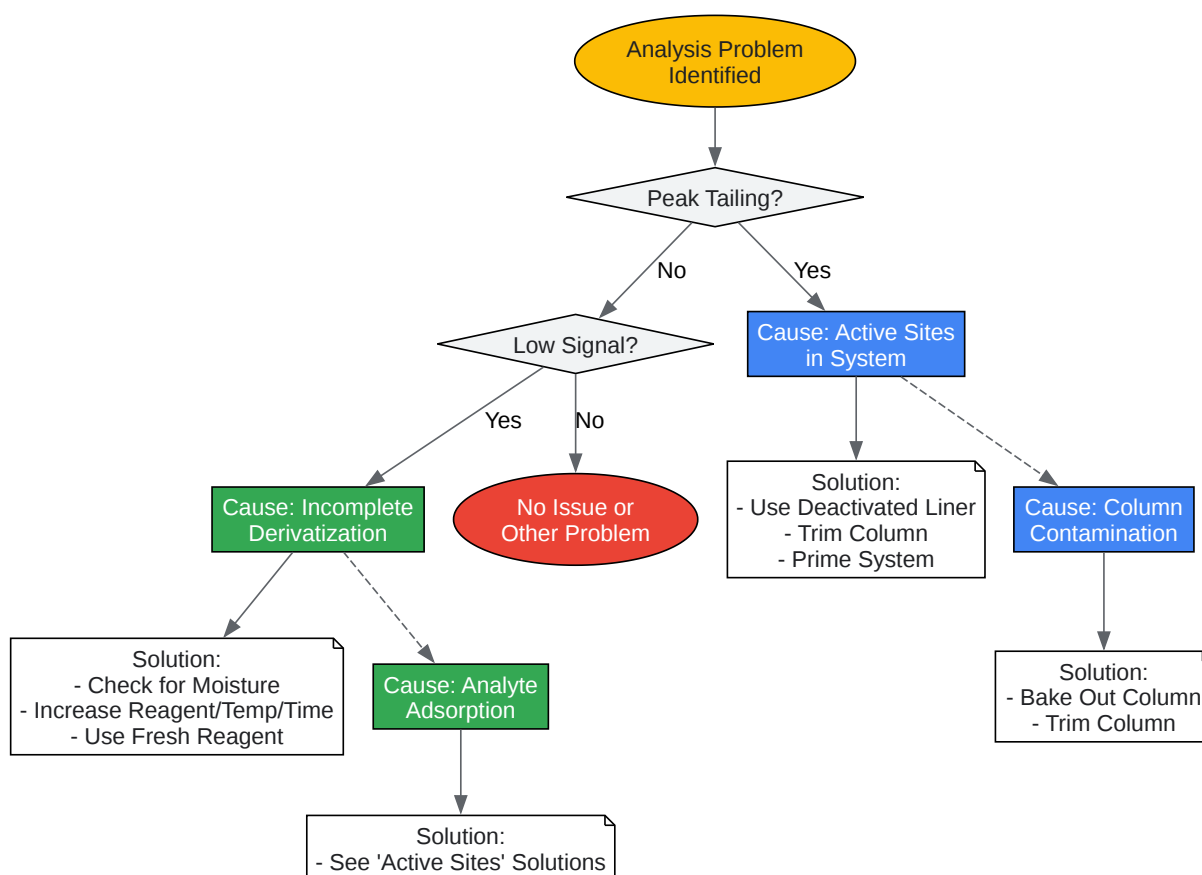 Analysis Problem
Identified
Peak Tailing?
No
Yes
Low Signal?
Cause: Active Sites
in System
Yes
No
Cause: Incomplete
Derivatization
No Issue or
Other Problem
Solution:
- Use Deactivated Liner
- Trim Column
- Prime System
Cause: Column
Contamination
Solution:
- Check for Moisture
- Increase Reagent/Temp/Time
- Use Fresh Reagent
Cause: Analyte
Adsorption
Solution:
- Bake Out Column
- Trim Column
Solution:
- See 'Active Sites' Solutions